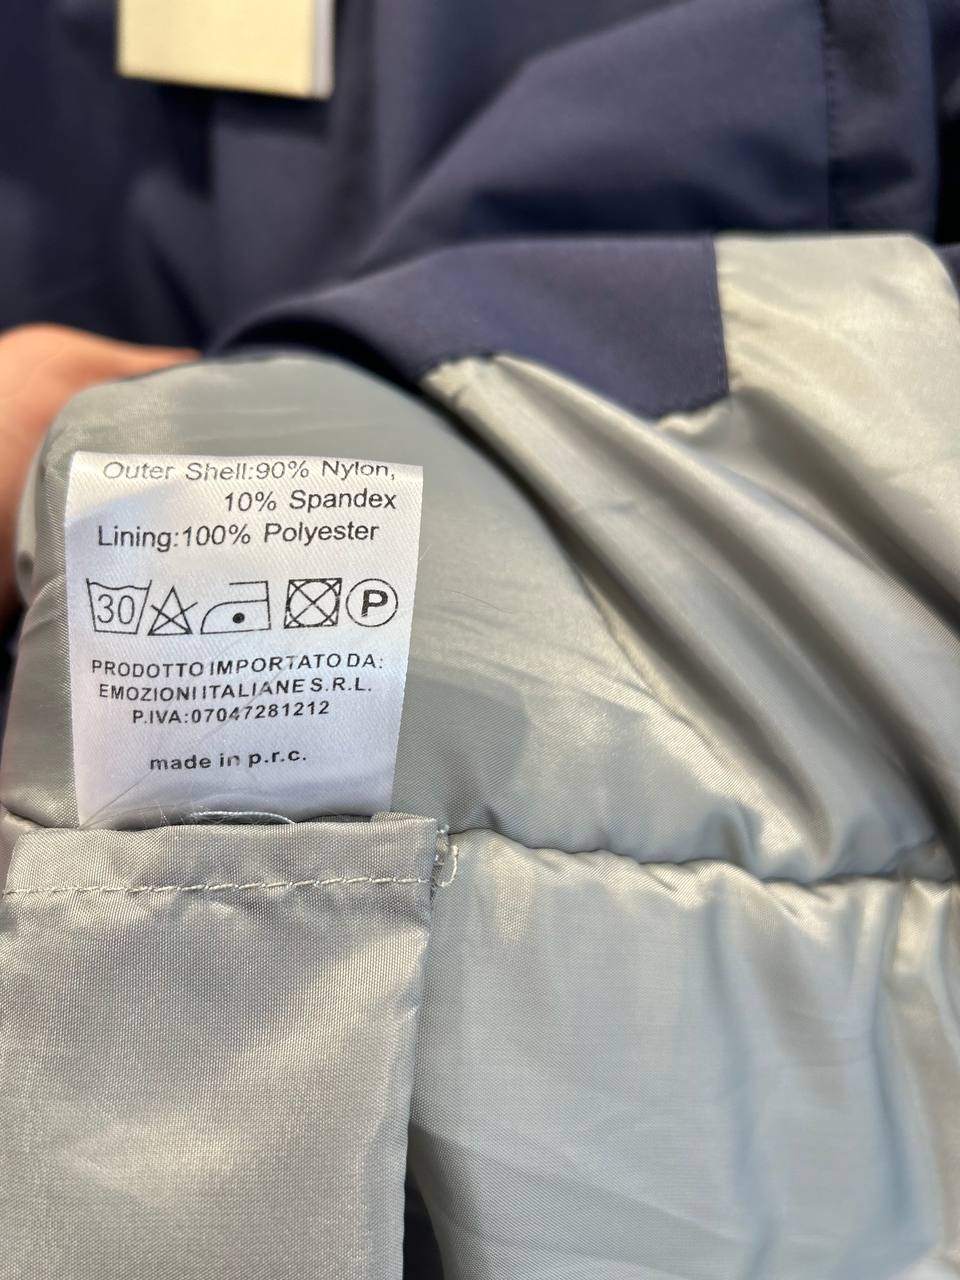 Outer Shell:90% Nylon,
10% Spandex
Lining:100% Polyester
30 P
PRODOTTO IMPORTATO DA:
EMOZIONI ITALIANE S.R.L.
P.IVA:07047281212
made in p.r.c.